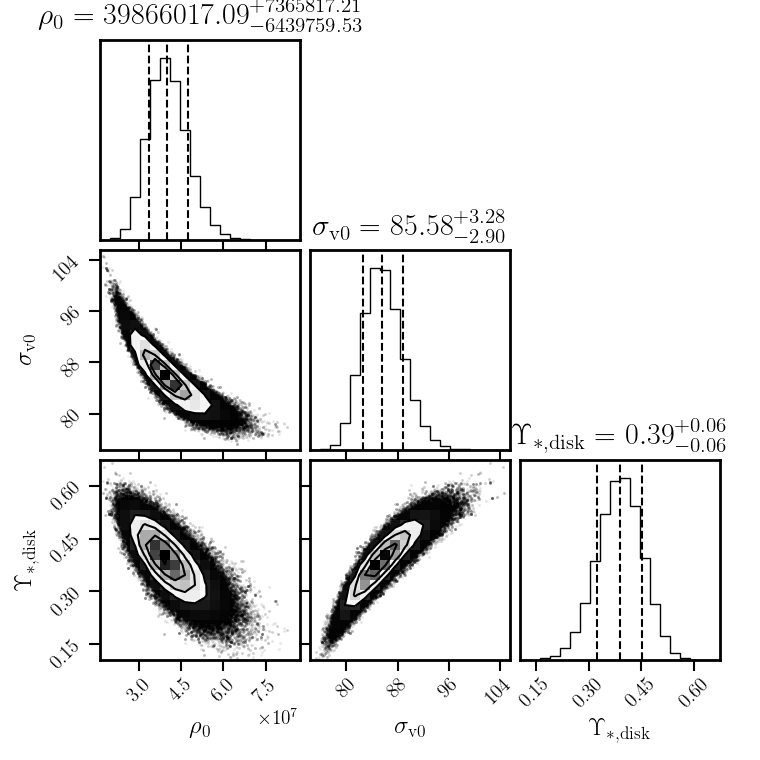 ρ₀ = 39866017.09 +7365817.21 −6439759.53
σᵥ₀ = 85.58 +3.28 −2.90
104
96
88
80
σᵥ₀
ϒ∗,disk = 0.39 +0.06 −0.06
0.60
0.45
0.30
0.15
ϒ∗,disk
3.0 4.5 6.0 7.5
×10⁷
ρ₀
80 88 96 104
σᵥ₀
0.15 0.30 0.45 0.60
ϒ∗,disk